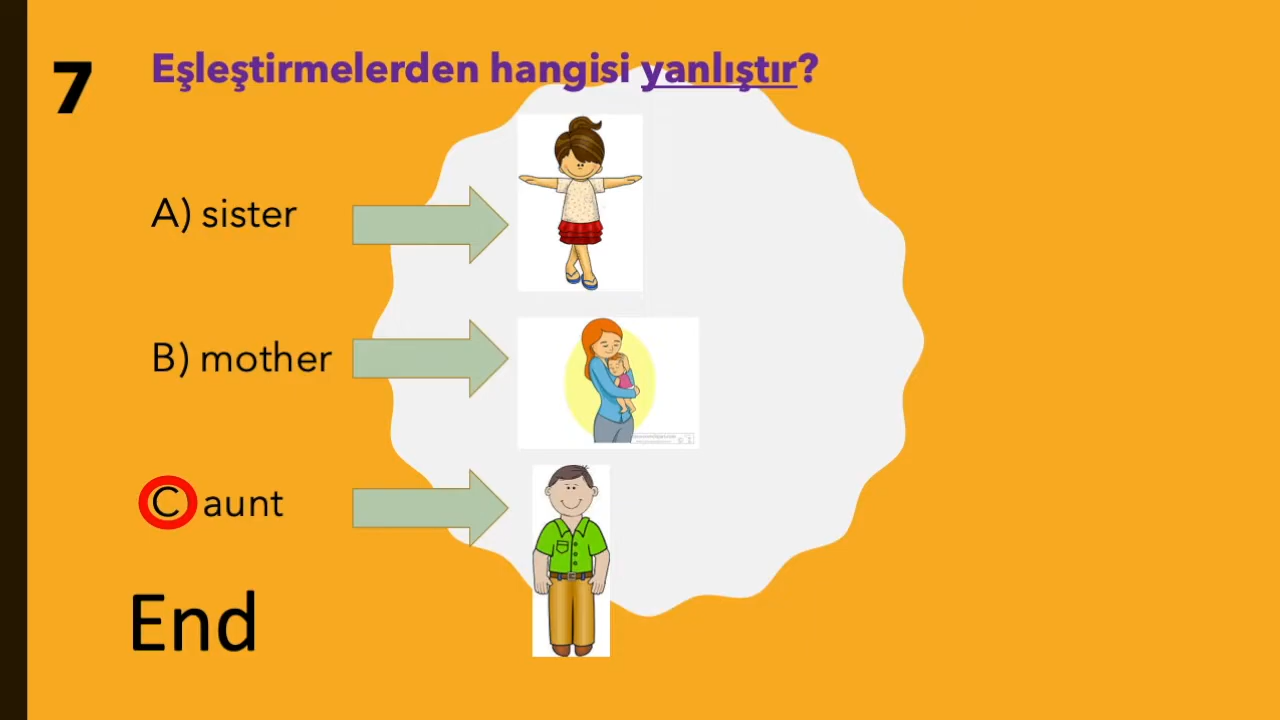 7
Eşleştirmelerden hangisi yanlıştır?
A) sister
B) mother
C aunt
End